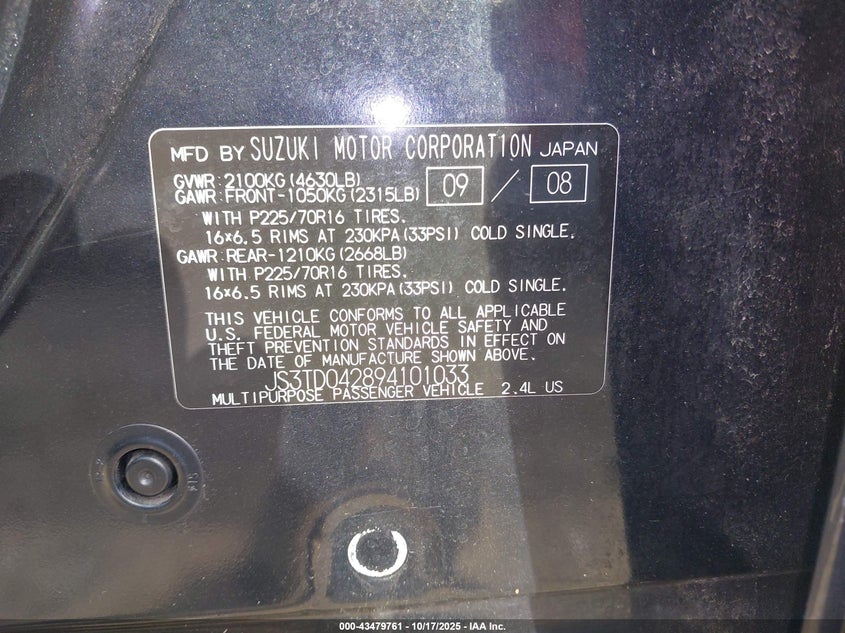 MFD BY SUZUKI MOTOR CORPORATION JAPAN
GVWR:2100KG(4630LB) 09 / 08
GAWR:FRONT-1050KG(2315LB)
WITH P225/70R16 TIRES.
16x6.5 RIMS AT 230KPA(33PSI) COLD SINGLE.
GAWR:REAR-1210KG(2668LB)
WITH P225/70R16 TIRES.
16x6.5 RIMS AT 230KPA(33PSI) COLD SINGLE.
THIS VEHICLE CONFORMS TO ALL APPLICABLE
U.S. FEDERAL MOTOR VEHICLE SAFETY AND
THEFT PREVENTION STANDARDS IN EFFECT ON
THE DATE OF MANUFACTURE SHOWN ABOVE.
JS3TD042894101033
MULTIPURPOSE PASSENGER VEHICLE 2.4L US
000-43479761 - 10/17/2025 - IAA Inc.